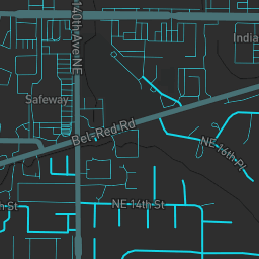 140th Ave NE
India
Safeway
Bel-Red Rd
NE 16th Pl
NE 14th St
h St